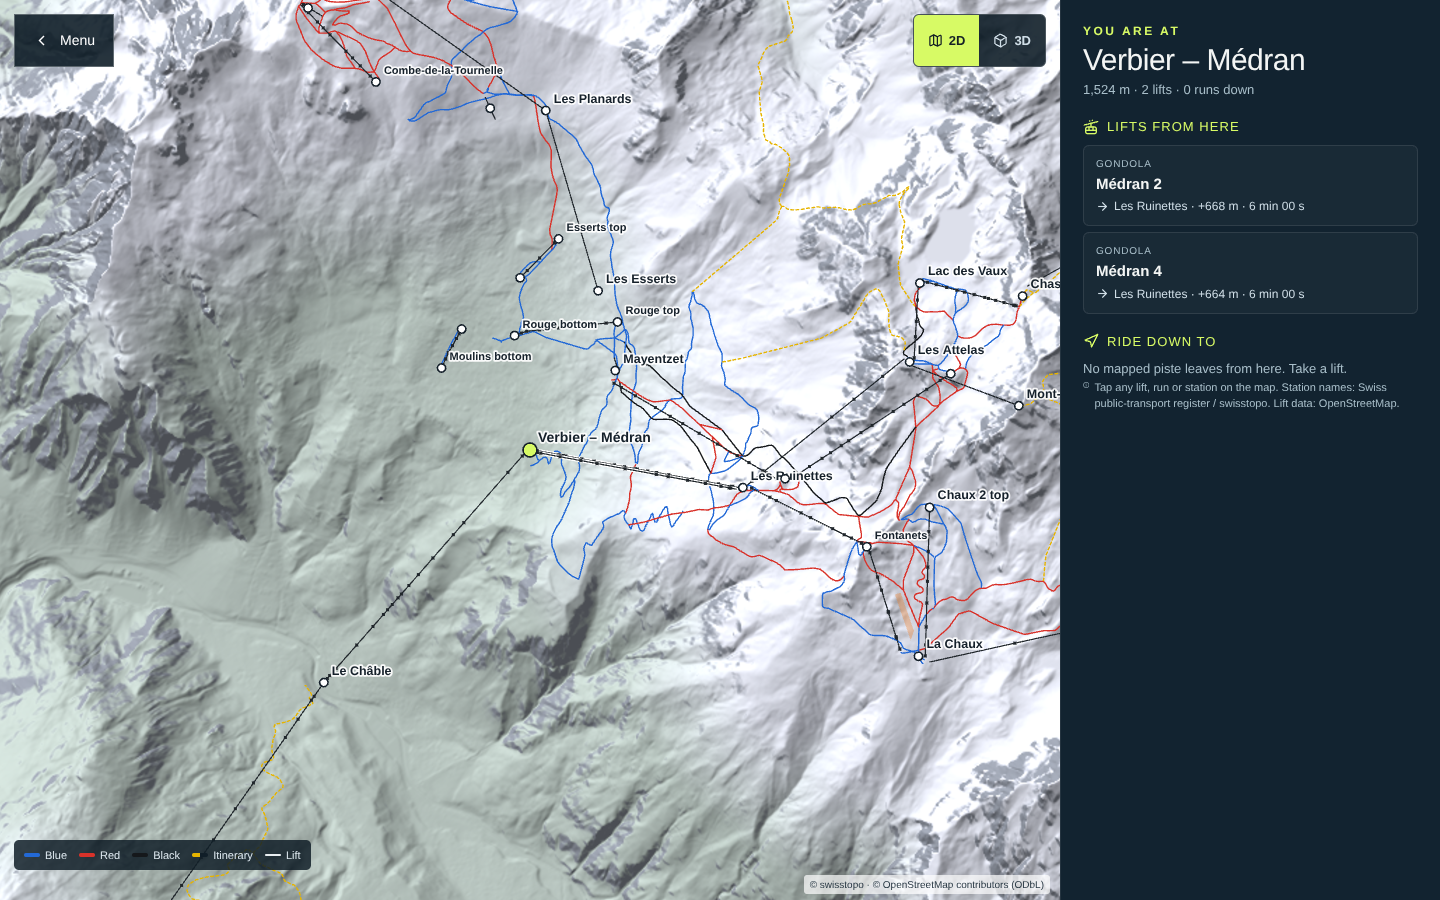 Menu
2D
3D
Combe-de-la-Tournelle
Les Planards
Esserts top
Les Esserts
Lac des Vaux
Chas
Rouge top
Rouge bottom
Les Attelas
Moulins bottom
Mayentzet
Mont-
Verbier – Médran
Les Ruinettes
Chaux 2 top
Fontanets
La Chaux
Le Châble
Blue
Red
Black
Itinerary
Lift
© swisstopo · © OpenStreetMap contributors (ODbL)
YOU ARE AT
Verbier – Médran
1,524 m · 2 lifts · 0 runs down
LIFTS FROM HERE
GONDOLA
Médran 2
→ Les Ruinettes · +668 m · 6 min 00 s
GONDOLA
Médran 4
→ Les Ruinettes · +664 m · 6 min 00 s
RIDE DOWN TO
No mapped piste leaves from here. Take a lift.
Tap any lift, run or station on the map. Station names: Swiss
public-transport register / swisstopo. Lift data: OpenStreetMap.